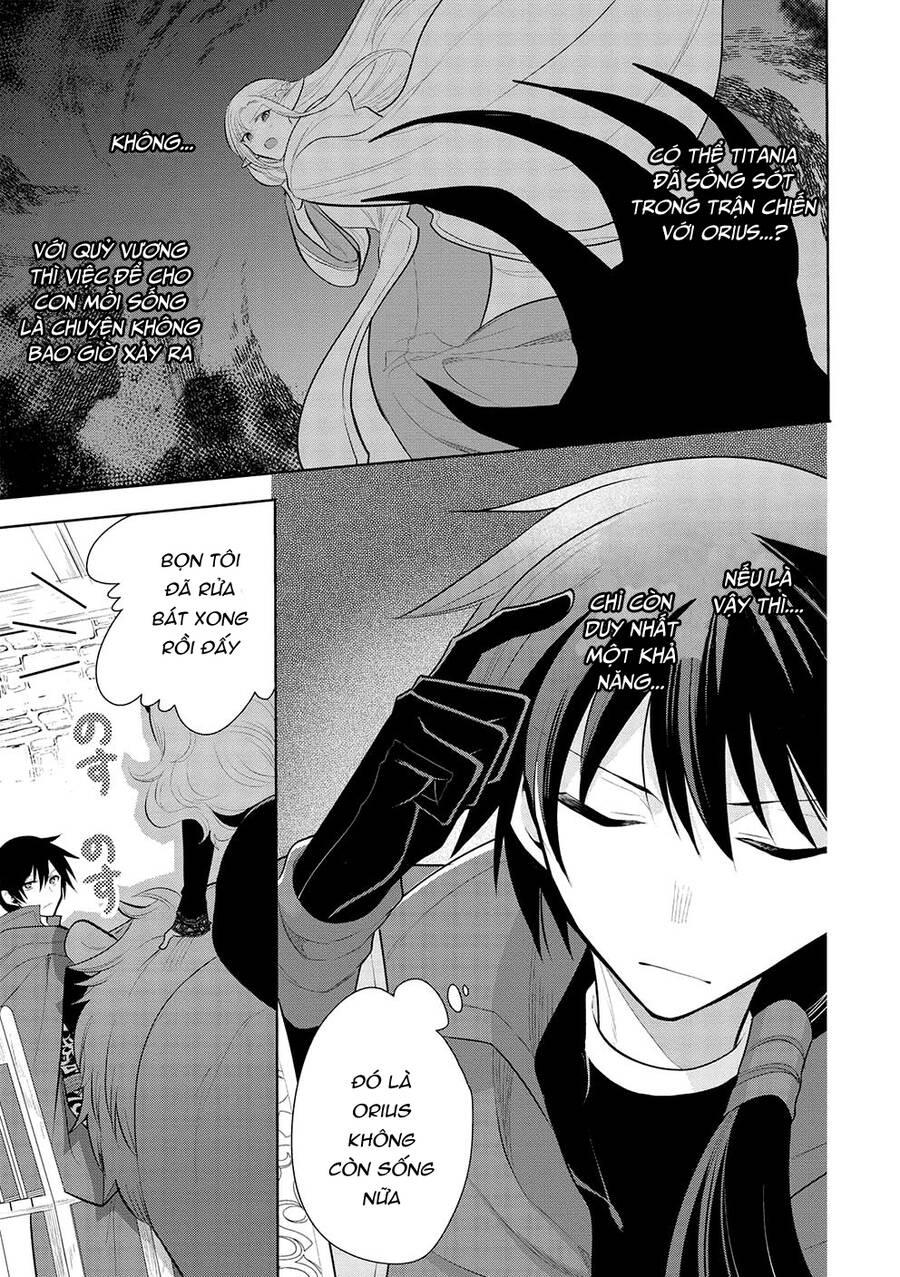 CÓ THỂ TITANIA
ĐÃ SỐNG SÓT
TRONG TRẬN CHIẾN
VỚI ORIUS...?
KHÔNG...
VỚI QUỶ VƯƠNG
THÌ VIỆC ĐỂ CHO
CON MỒI SỐNG
LÀ CHUYỆN KHÔNG
BAO GIỜ XẢY RA
NẾU LÀ
VẬY THÌ....
CHỈ CÒN
DUY NHẤT
MỘT KHẢ
NĂNG...
ĐÓ LÀ
ORIUS
KHÔNG
CÒN SỐNG
NỮA
BỌN TÔI
ĐÃ RỬA
BÁT XONG
RỒI ĐẤY
のす
のす